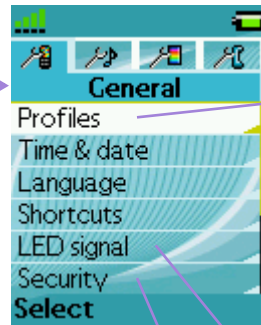 General
Profiles
Time & date
Language
Shortcuts
LED signal
Security
Select